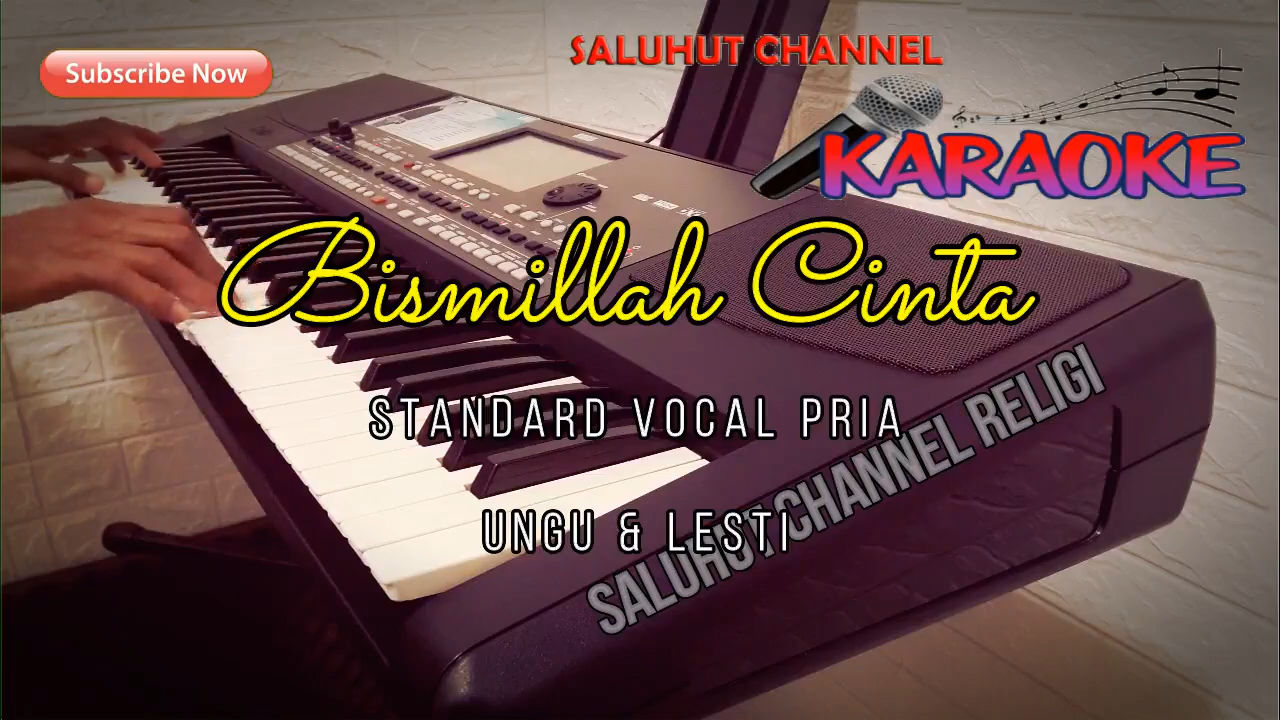 Subscribe Now
SALUHUT CHANNEL
KARAOKE
Bismillah Cinta
STANDARD VOCAL PRIA
UNGU & LESTI
SALUHUT CHANNEL RELIGI